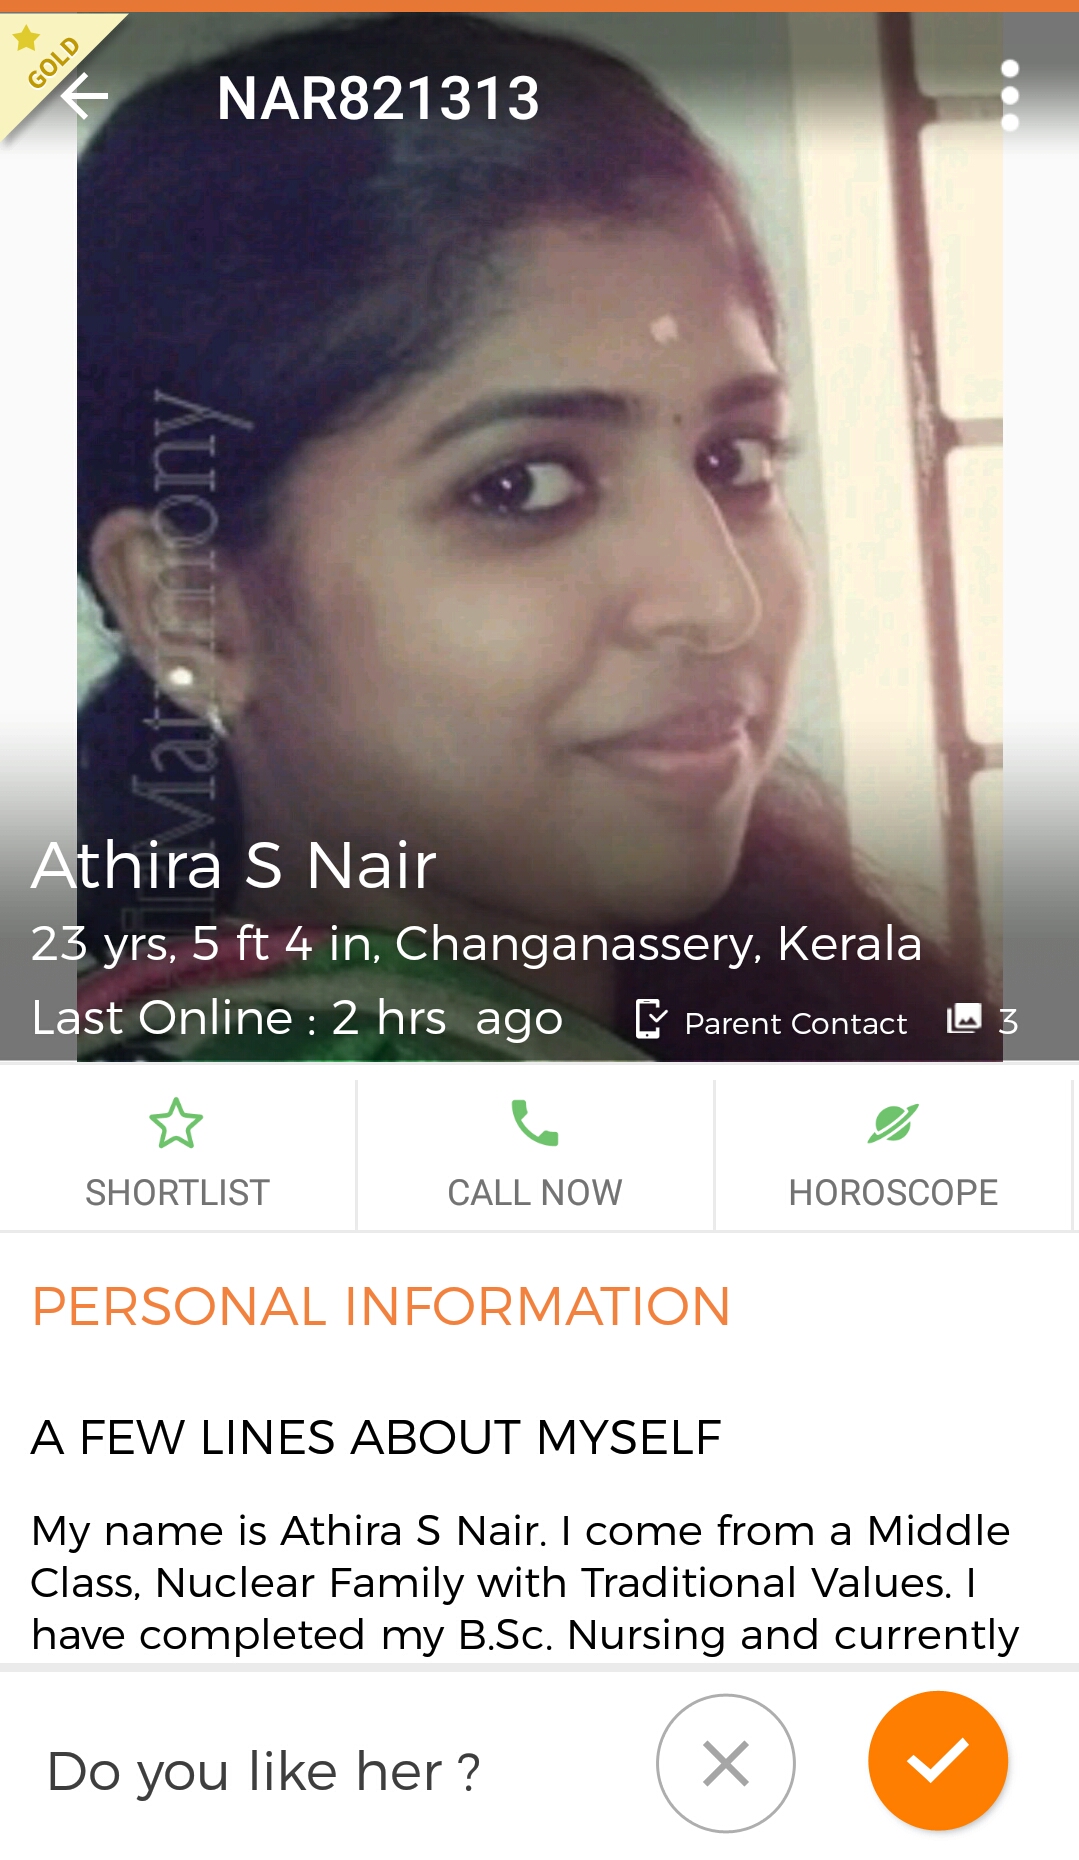 GOLD
NAR821313
Matrimony
Athira S Nair
23 yrs, 5 ft 4 in, Changanassery, Kerala
Last Online : 2 hrs ago
Parent Contact
3
SHORTLIST
CALL NOW
HOROSCOPE
PERSONAL INFORMATION
A FEW LINES ABOUT MYSELF
My name is Athira S Nair. I come from a Middle
Class, Nuclear Family with Traditional Values. I
have completed my B.Sc. Nursing and currently
Do you like her ?